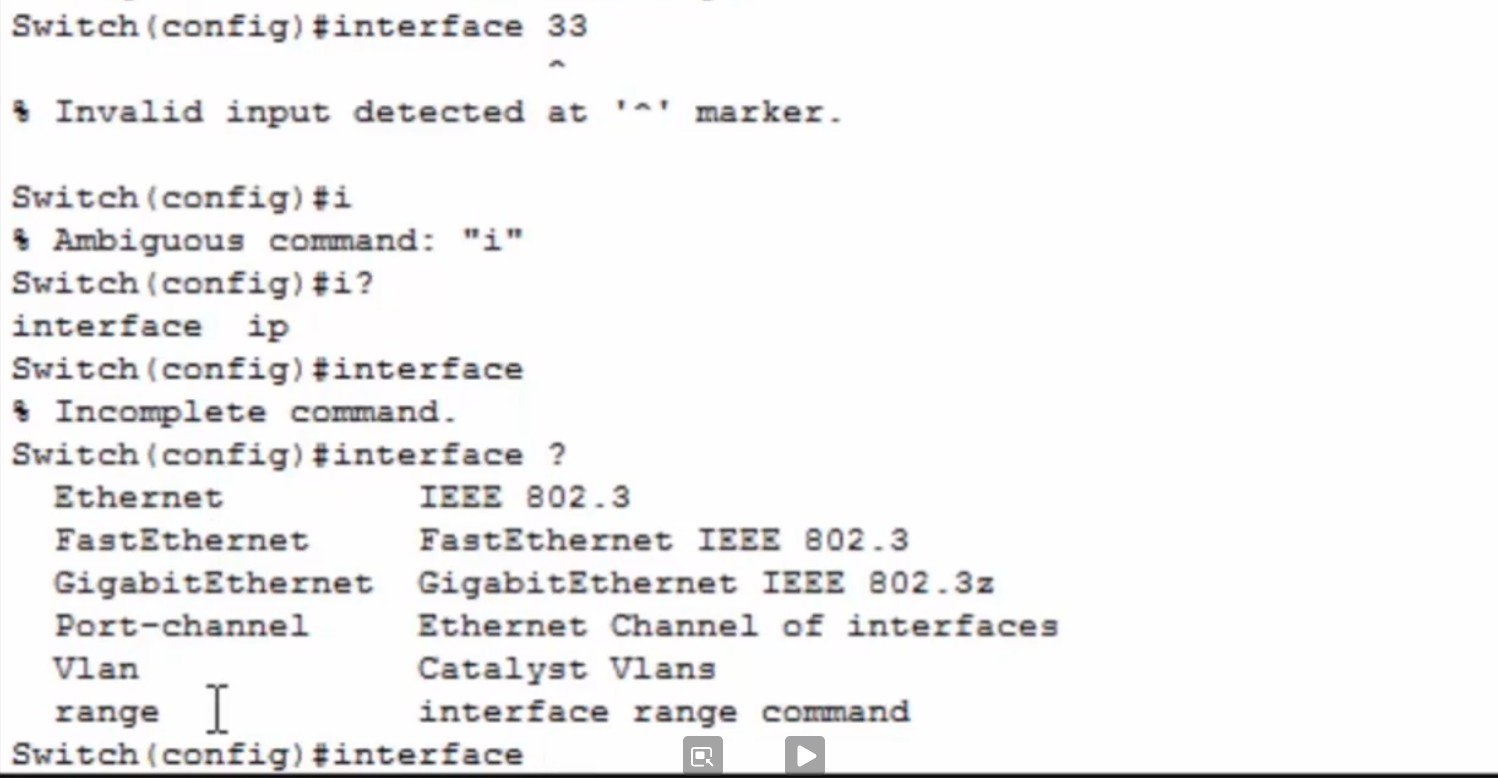 Switch(config)#interface 33
^
% Invalid input detected at '^' marker.
Switch(config)#i
% Ambiguous command: "i"
Switch(config)#i?
interface  ip
Switch(config)#interface
% Incomplete command.
Switch(config)#interface ?
Ethernet IEEE 802.3
FastEthernet FastEthernet IEEE 802.3
GigabitEthernet GigabitEthernet IEEE 802.3z
Port-channel Ethernet Channel of interfaces
Vlan Catalyst Vlans
range interface range command
Switch(config)#interface